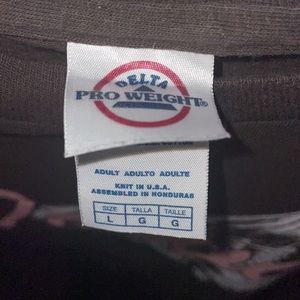 DELTA
PRO WEIGHT®
ADULT ADULTO ADULTE
KNIT IN U.S.A.
ASSEMBLED IN HONDURAS
SIZE TALLA TAILLE
L G G